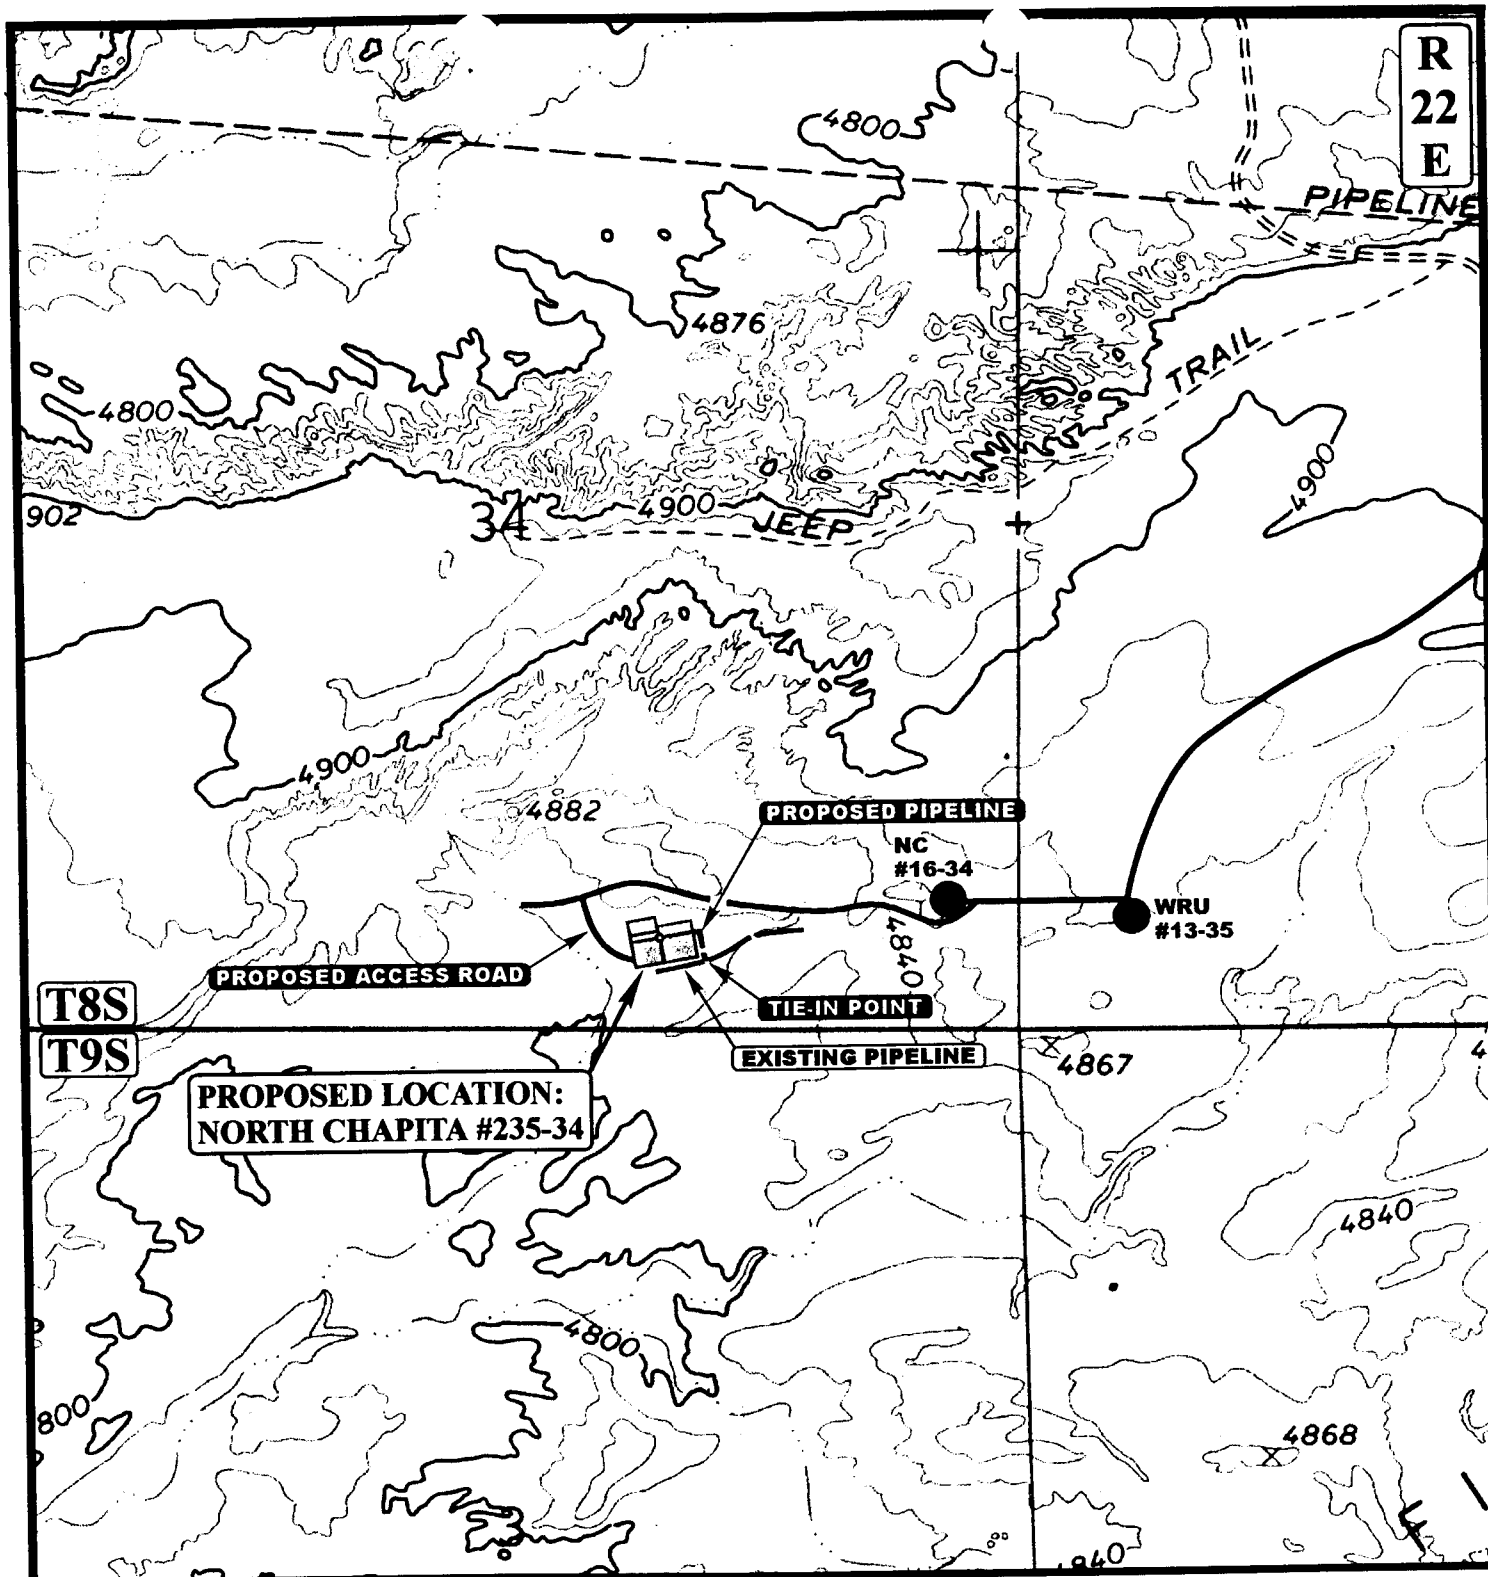 R
22
E
4800
PIPELINE
4876
TRAIL
4800
4900
902
34
4900
JEEP
4900
4882
PROPOSED PIPELINE
NC
#16-34
WRU
#13-35
4840
PROPOSED ACCESS ROAD
T8S
TIE-IN POINT
T9S
EXISTING PIPELINE
4867
4
PROPOSED LOCATION:
NORTH CHAPITA #235-34
4840
4800
800
4868
4840